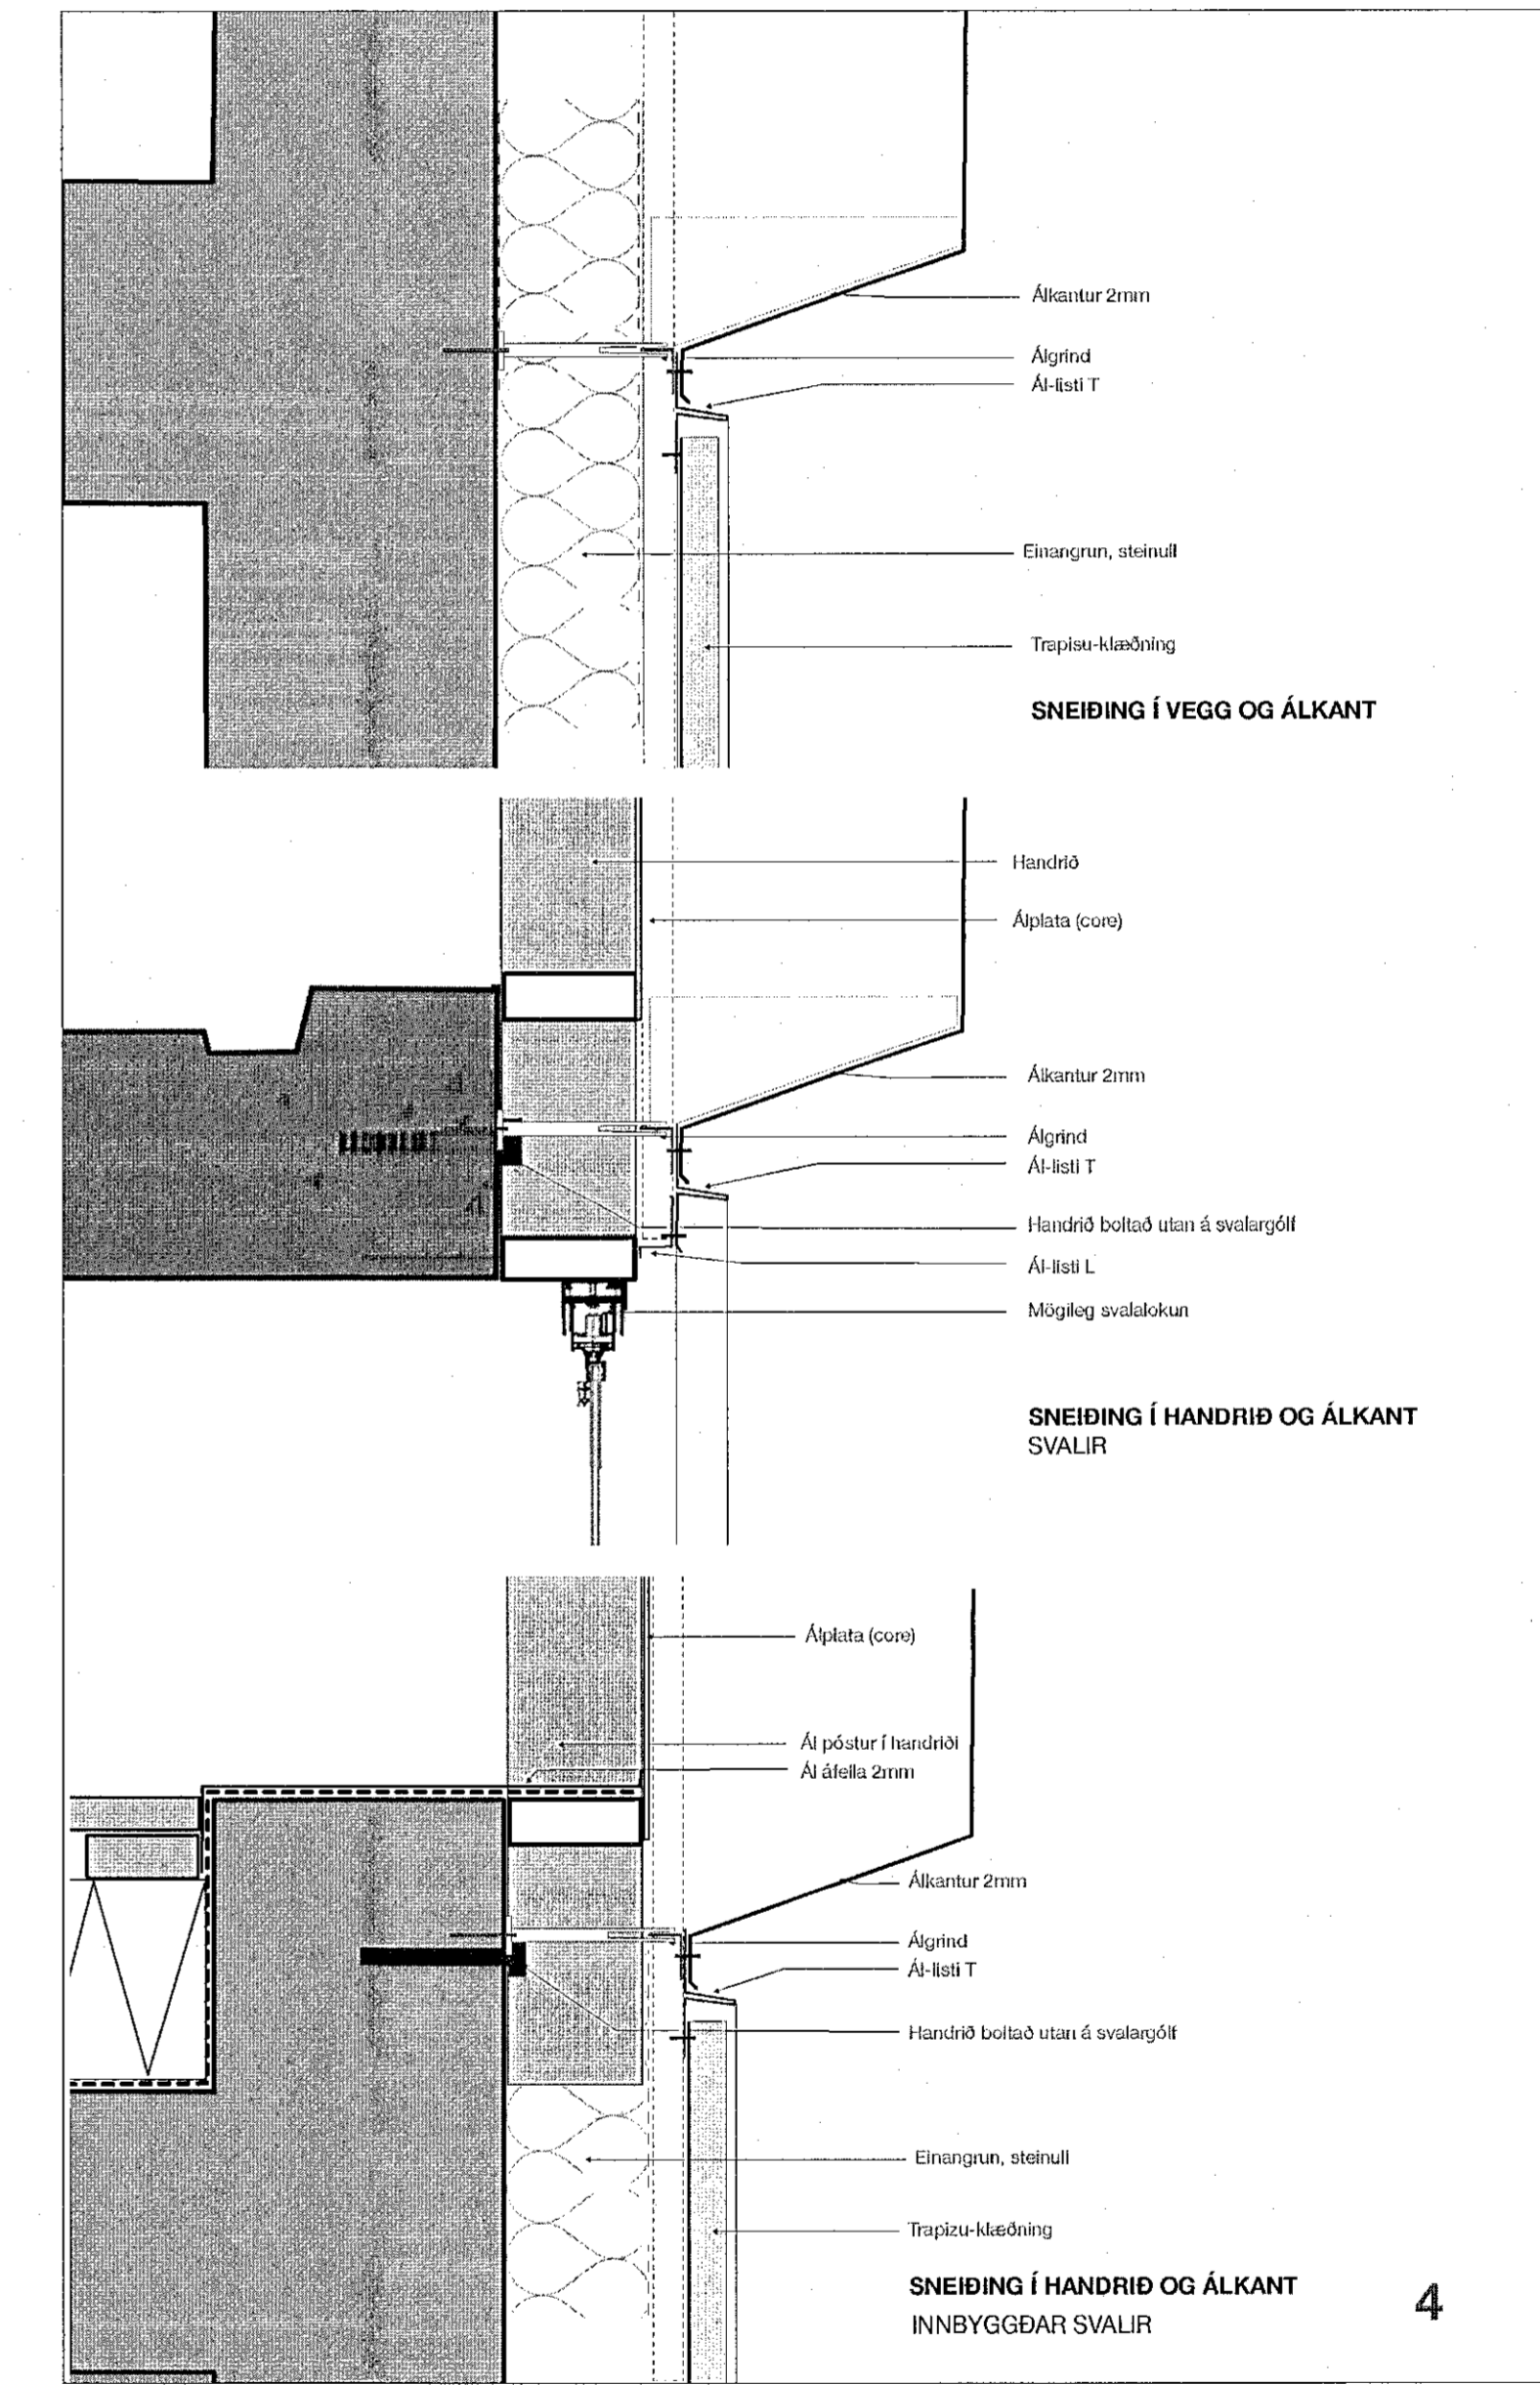 Álkantur 2mm
Álgrind
Ál-listi T
Einangrun, steinull
Trapisu-klæðning
SNEIÐING Í VEGG OG ÁLKANT
Handrið
Álplata (core)
Álkantur 2mm
Álgrind
Ál-listi T
Handrið boltað utan á svalargólf
Ál-listi L
Mögileg svalalokun
SNEIÐING Í HANDRIÐ OG ÁLKANT
SVALIR
Álplata (core)
Ál póstur í handriði
Ál áfella 2mm
Álkantur 2mm
Álgrind
Ál-listi T
Handrið boltað utan á svalargólf
Einangrun, steinull
Trapizu-klæðning
SNEIÐING Í HANDRIÐ OG ÁLKANT
INNBYGGÐAR SVALIR
4